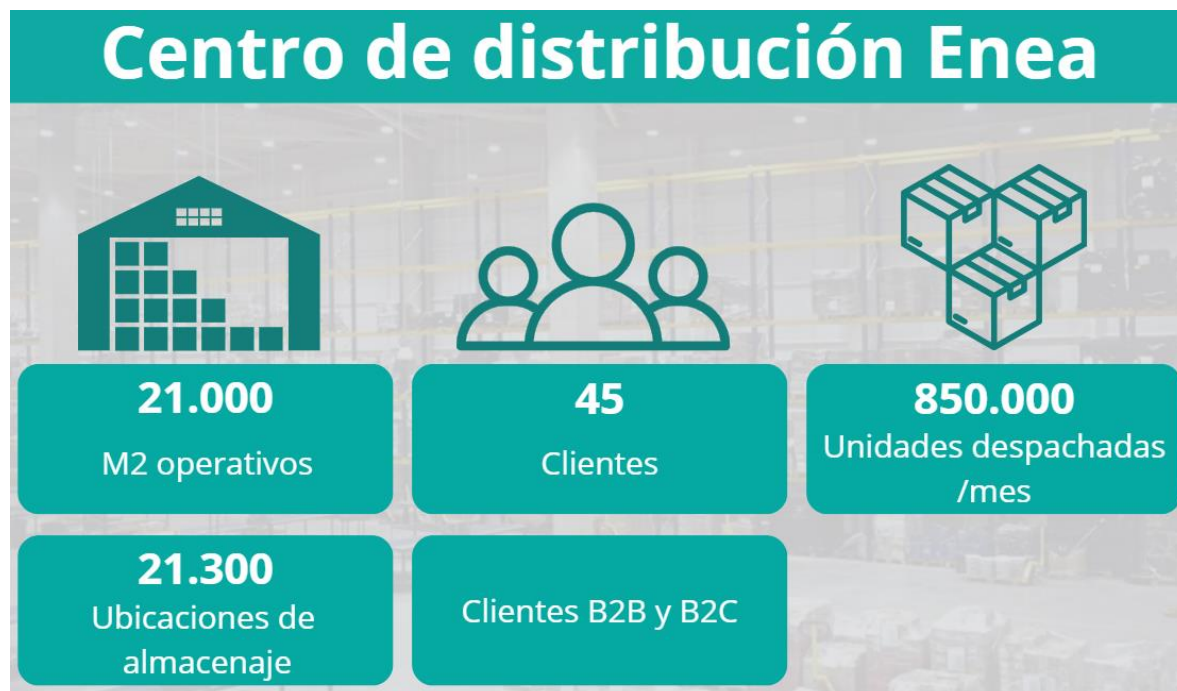 Centro de distribución Enea
21.000
M2 operativos
45
Clientes
850.000
Unidades despachadas
/mes
21.300
Ubicaciones de
almacenaje
Clientes B2B y B2C